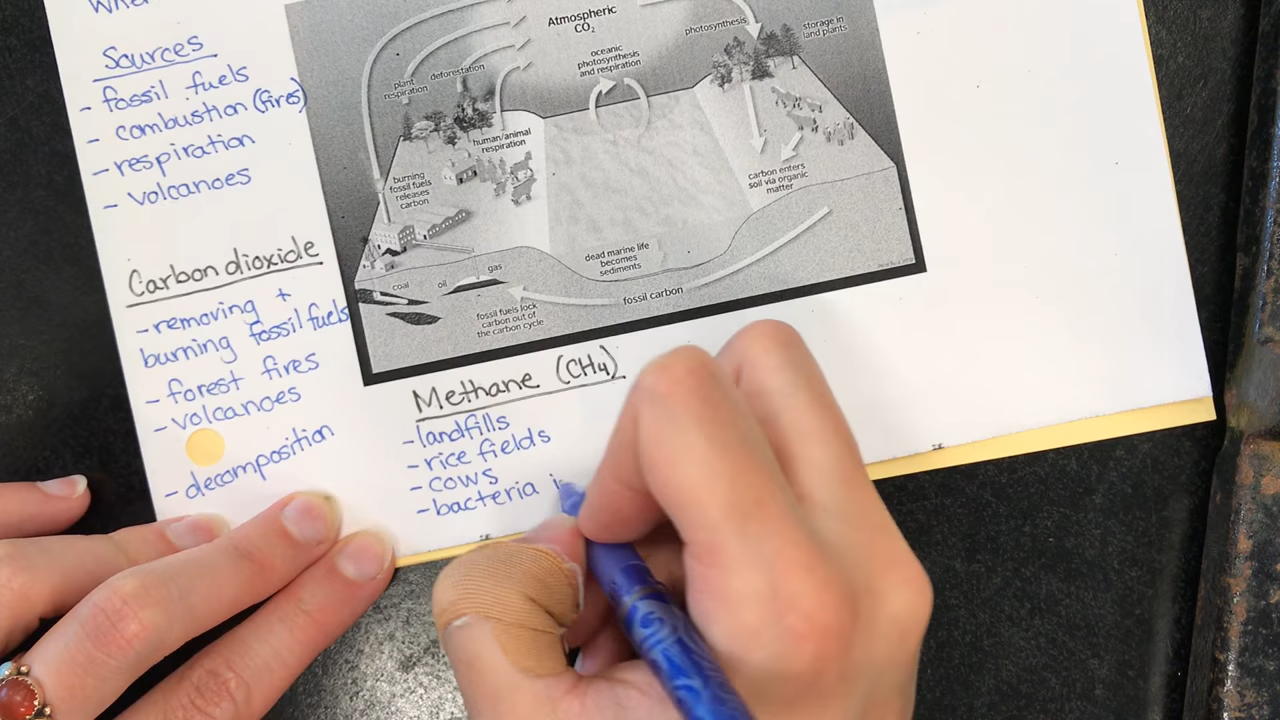 Sources
- fossil fuels
- combustion (fires)
- respiration
- volcanoes
Carbon dioxide
- removing +
burning fossil fuels
- forest fires
- volcanoes
- decomposition
Atmospheric
CO2
photosynthesis
storage in
land plants
oceanic
photosynthesis
and respiration
plant
respiration
deforestation
human/animal
respiration
burning
fossil fuels
releases
carbon
carbon enters
soil via organic
matter
dead marine life
becomes
sediments
gas
coal
oil
fossil carbon
fossil fuels lock
carbon out of
the carbon cycle
Methane (CH4)
- landfills
- rice fields
- cows
- bacteria i